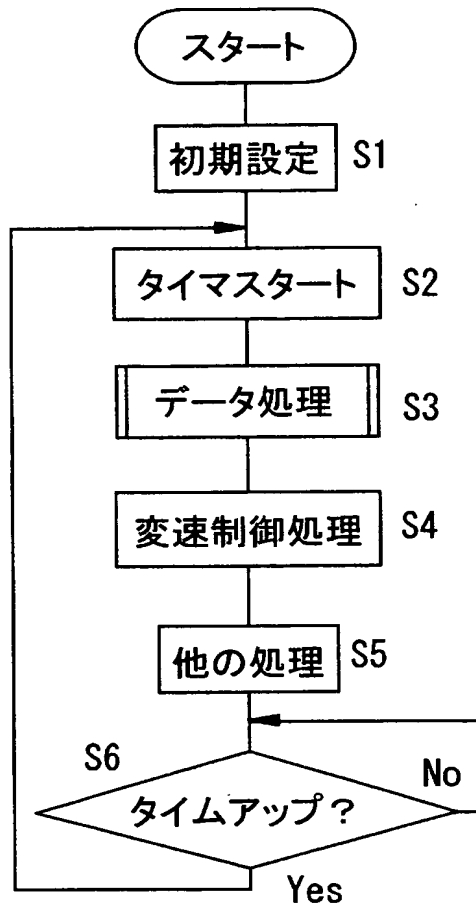 スタート
初期設定 S1
タイマスタート S2
データ処理 S3
変速制御処理 S4
他の処理 S5
S6
No
タイムアップ?
Yes